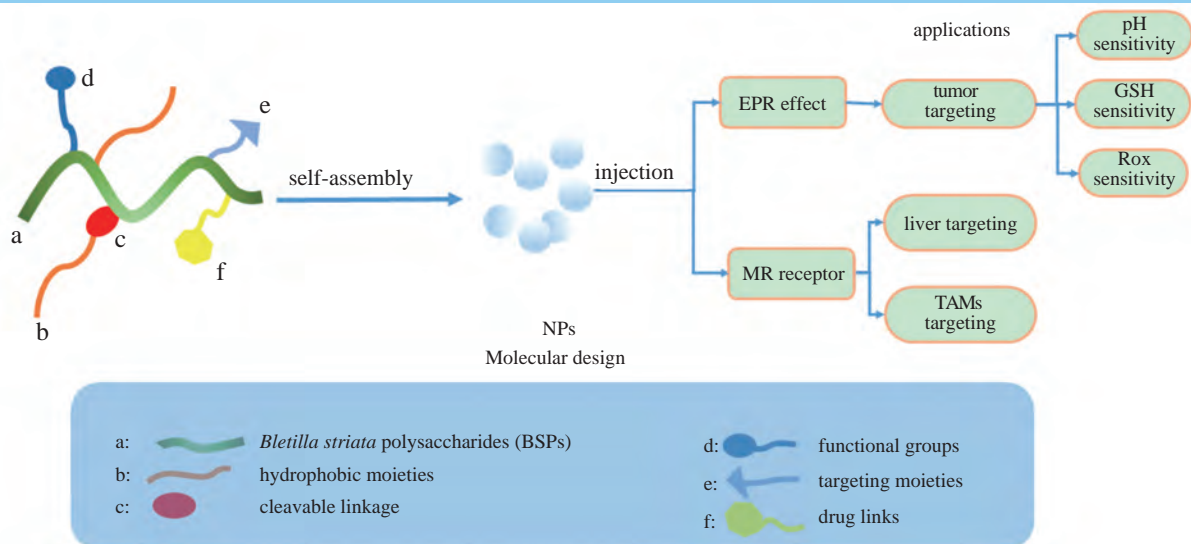 applications
pH
sensitivity
d
e
EPR effect
tumor
targeting
GSH
sensitivity
self-assembly
injection
Rox
sensitivity
a
c
f
b
liver targeting
MR receptor
TAMs
targeting
NPs
Molecular design
a: Bletilla striata polysaccharides (BSPs)
b: hydrophobic moieties
c: cleavable linkage
d: functional groups
e: targeting moieties
f: drug links